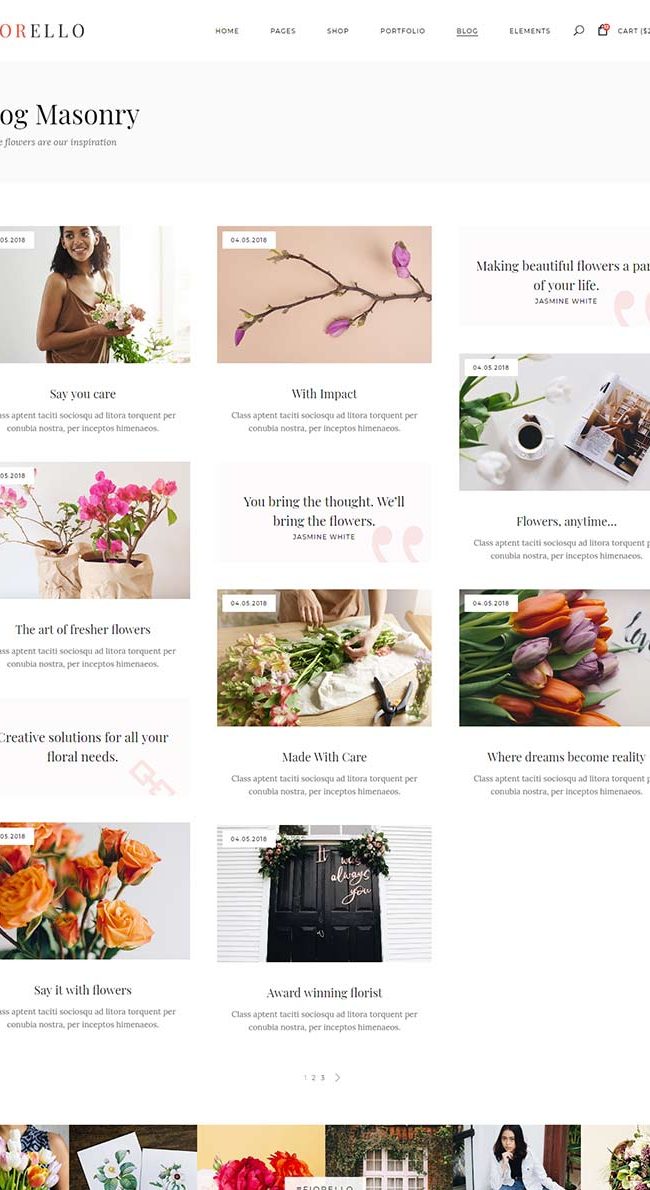 ORELLO
HOME PAGES SHOP PORTFOLIO BLOG ELEMENTS CART ($2
og Masonry
e flowers are our inspiration
05.2018
Say you care
ass aptent taciti sociosqu ad litora torquent per
conubia nostra, per inceptos himenaeos.
05.2018
The art of fresher flowers
ass aptent taciti sociosqu ad litora torquent per
conubia nostra, per inceptos himenaeos.
Creative solutions for all your
floral needs.
05.2018
Say it with flowers
ass aptent taciti sociosqu ad litora torquent per
conubia nostra, per inceptos himenaeos.
04.05.2018
With Impact
Class aptent taciti sociosqu ad litora torquent per
conubia nostra, per inceptos himenaeos.
You bring the thought. We'll
bring the flowers.
JASMINE WHITE
04.05.2018
Made With Care
Class aptent taciti sociosqu ad litora torquent per
conubia nostra, per inceptos himenaeos.
04.05.2018
It was
always
you
Award winning florist
Class aptent taciti sociosqu ad litora torquent per
conubia nostra, per inceptos himenaeos.
Making beautiful flowers a par
of your life.
JASMINE WHITE
04.05.2018
Flowers, anytime...
Class aptent taciti sociosqu ad litora torquent p
conubia nostra, per inceptos himenaeos.
04.05.2018
Where dreams become reality
Class aptent taciti sociosqu ad litora torquent p
conubia nostra, per inceptos himenaeos.
1 2 3
#FIORELLO